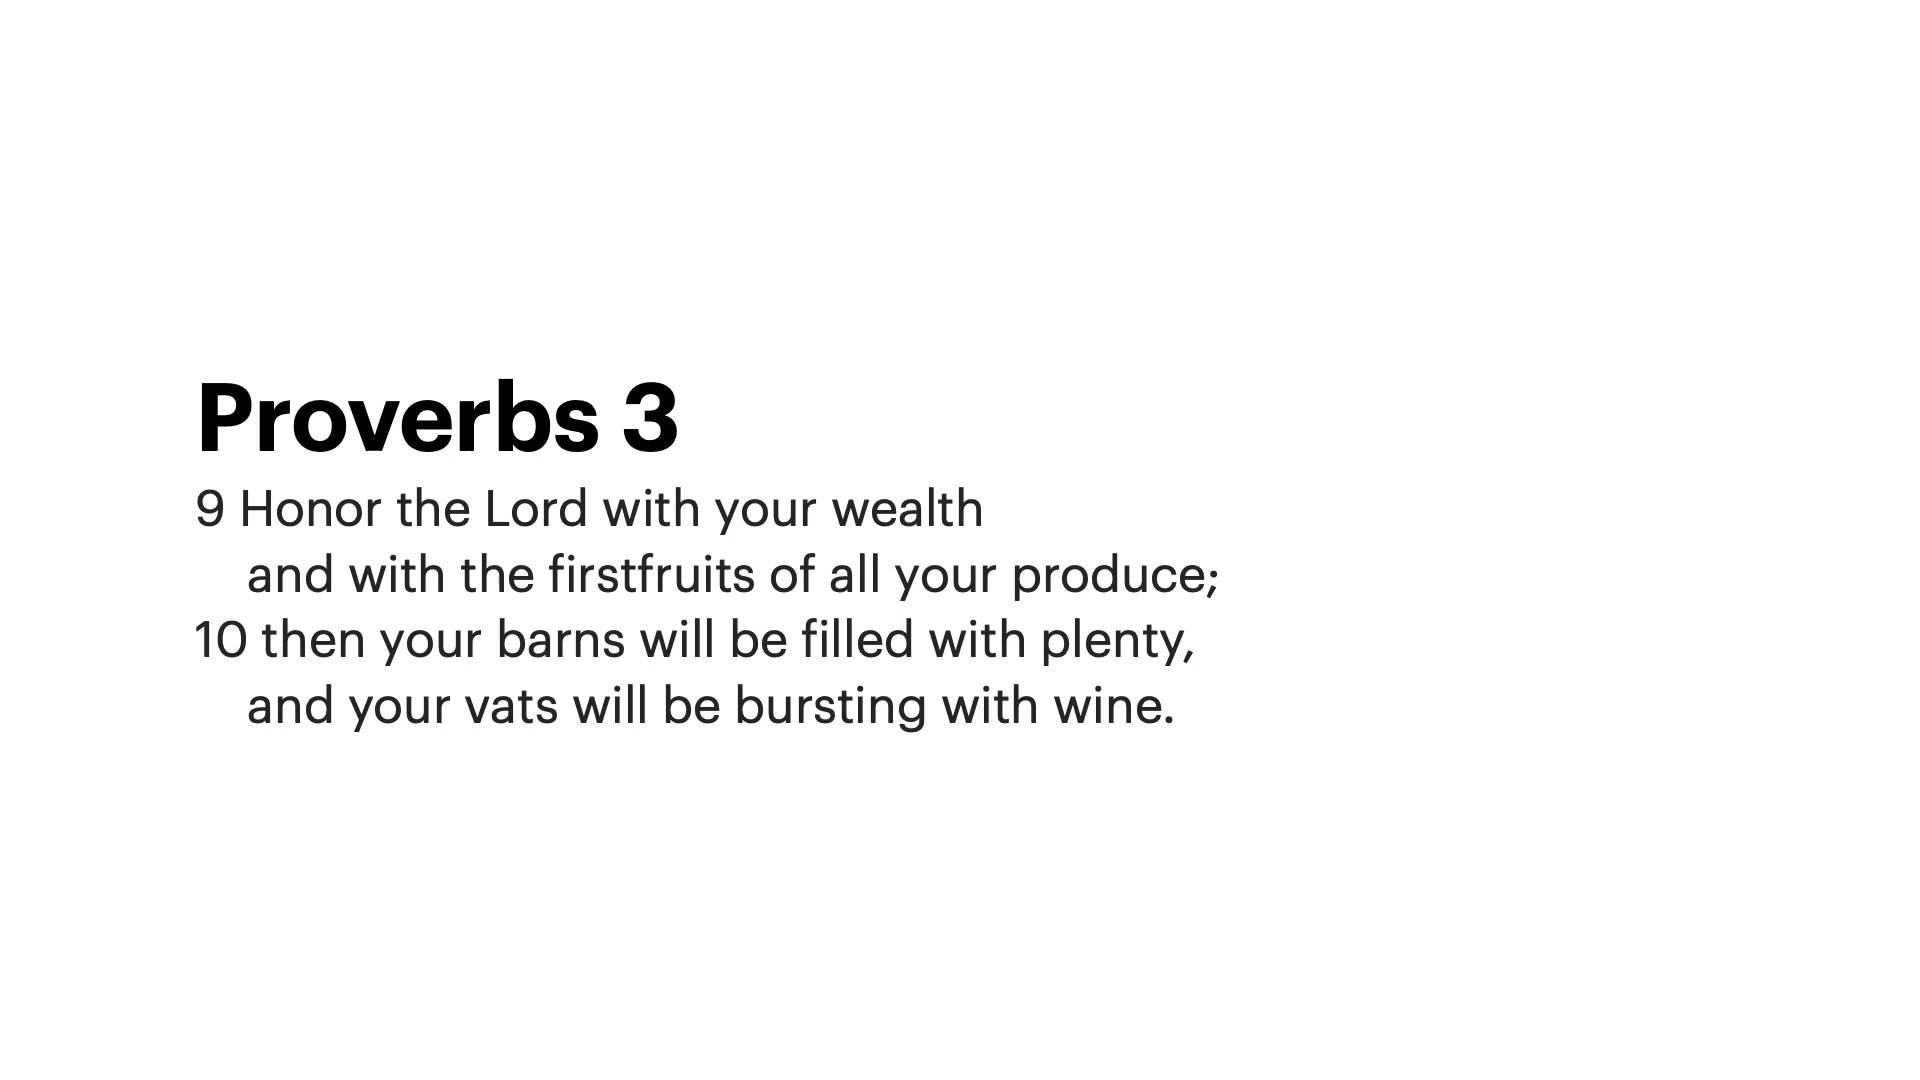 Proverbs 3
9 Honor the Lord with your wealth
and with the firstfruits of all your produce;
10 then your barns will be filled with plenty,
and your vats will be bursting with wine.